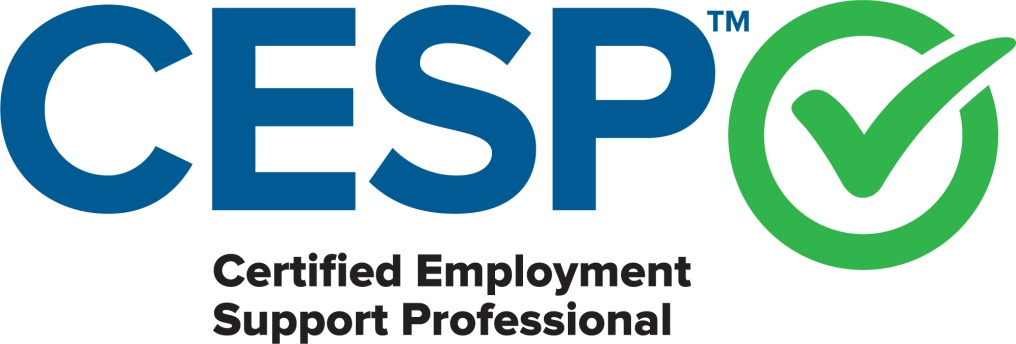 CESP™
Certified Employment
Support Professional